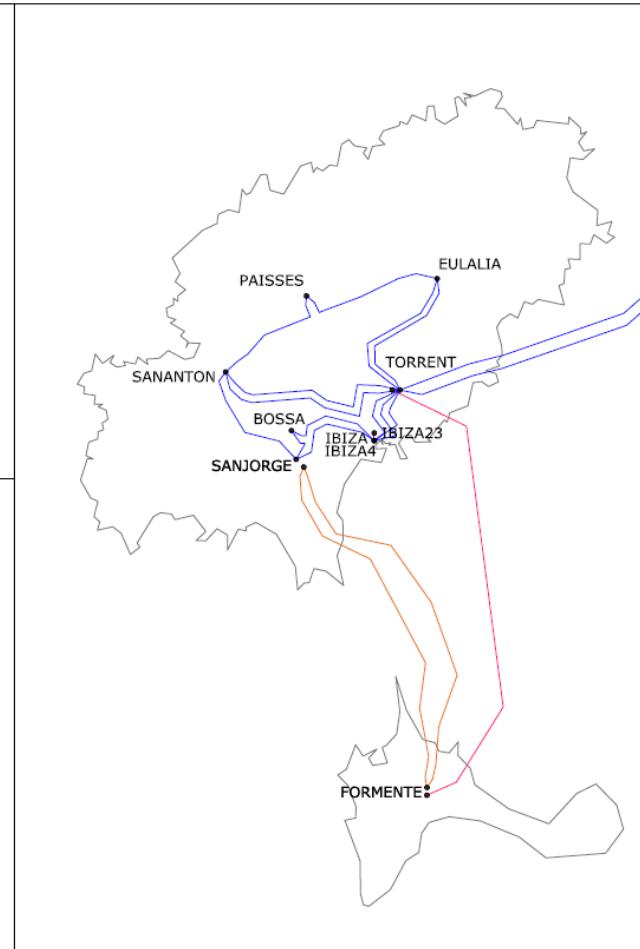 EULALIA
PAISSES
TORRENT
SANANTON
BOSSA
IBIZA23
IBIZA
IBIZA4
SANJORGE
FORMENTE